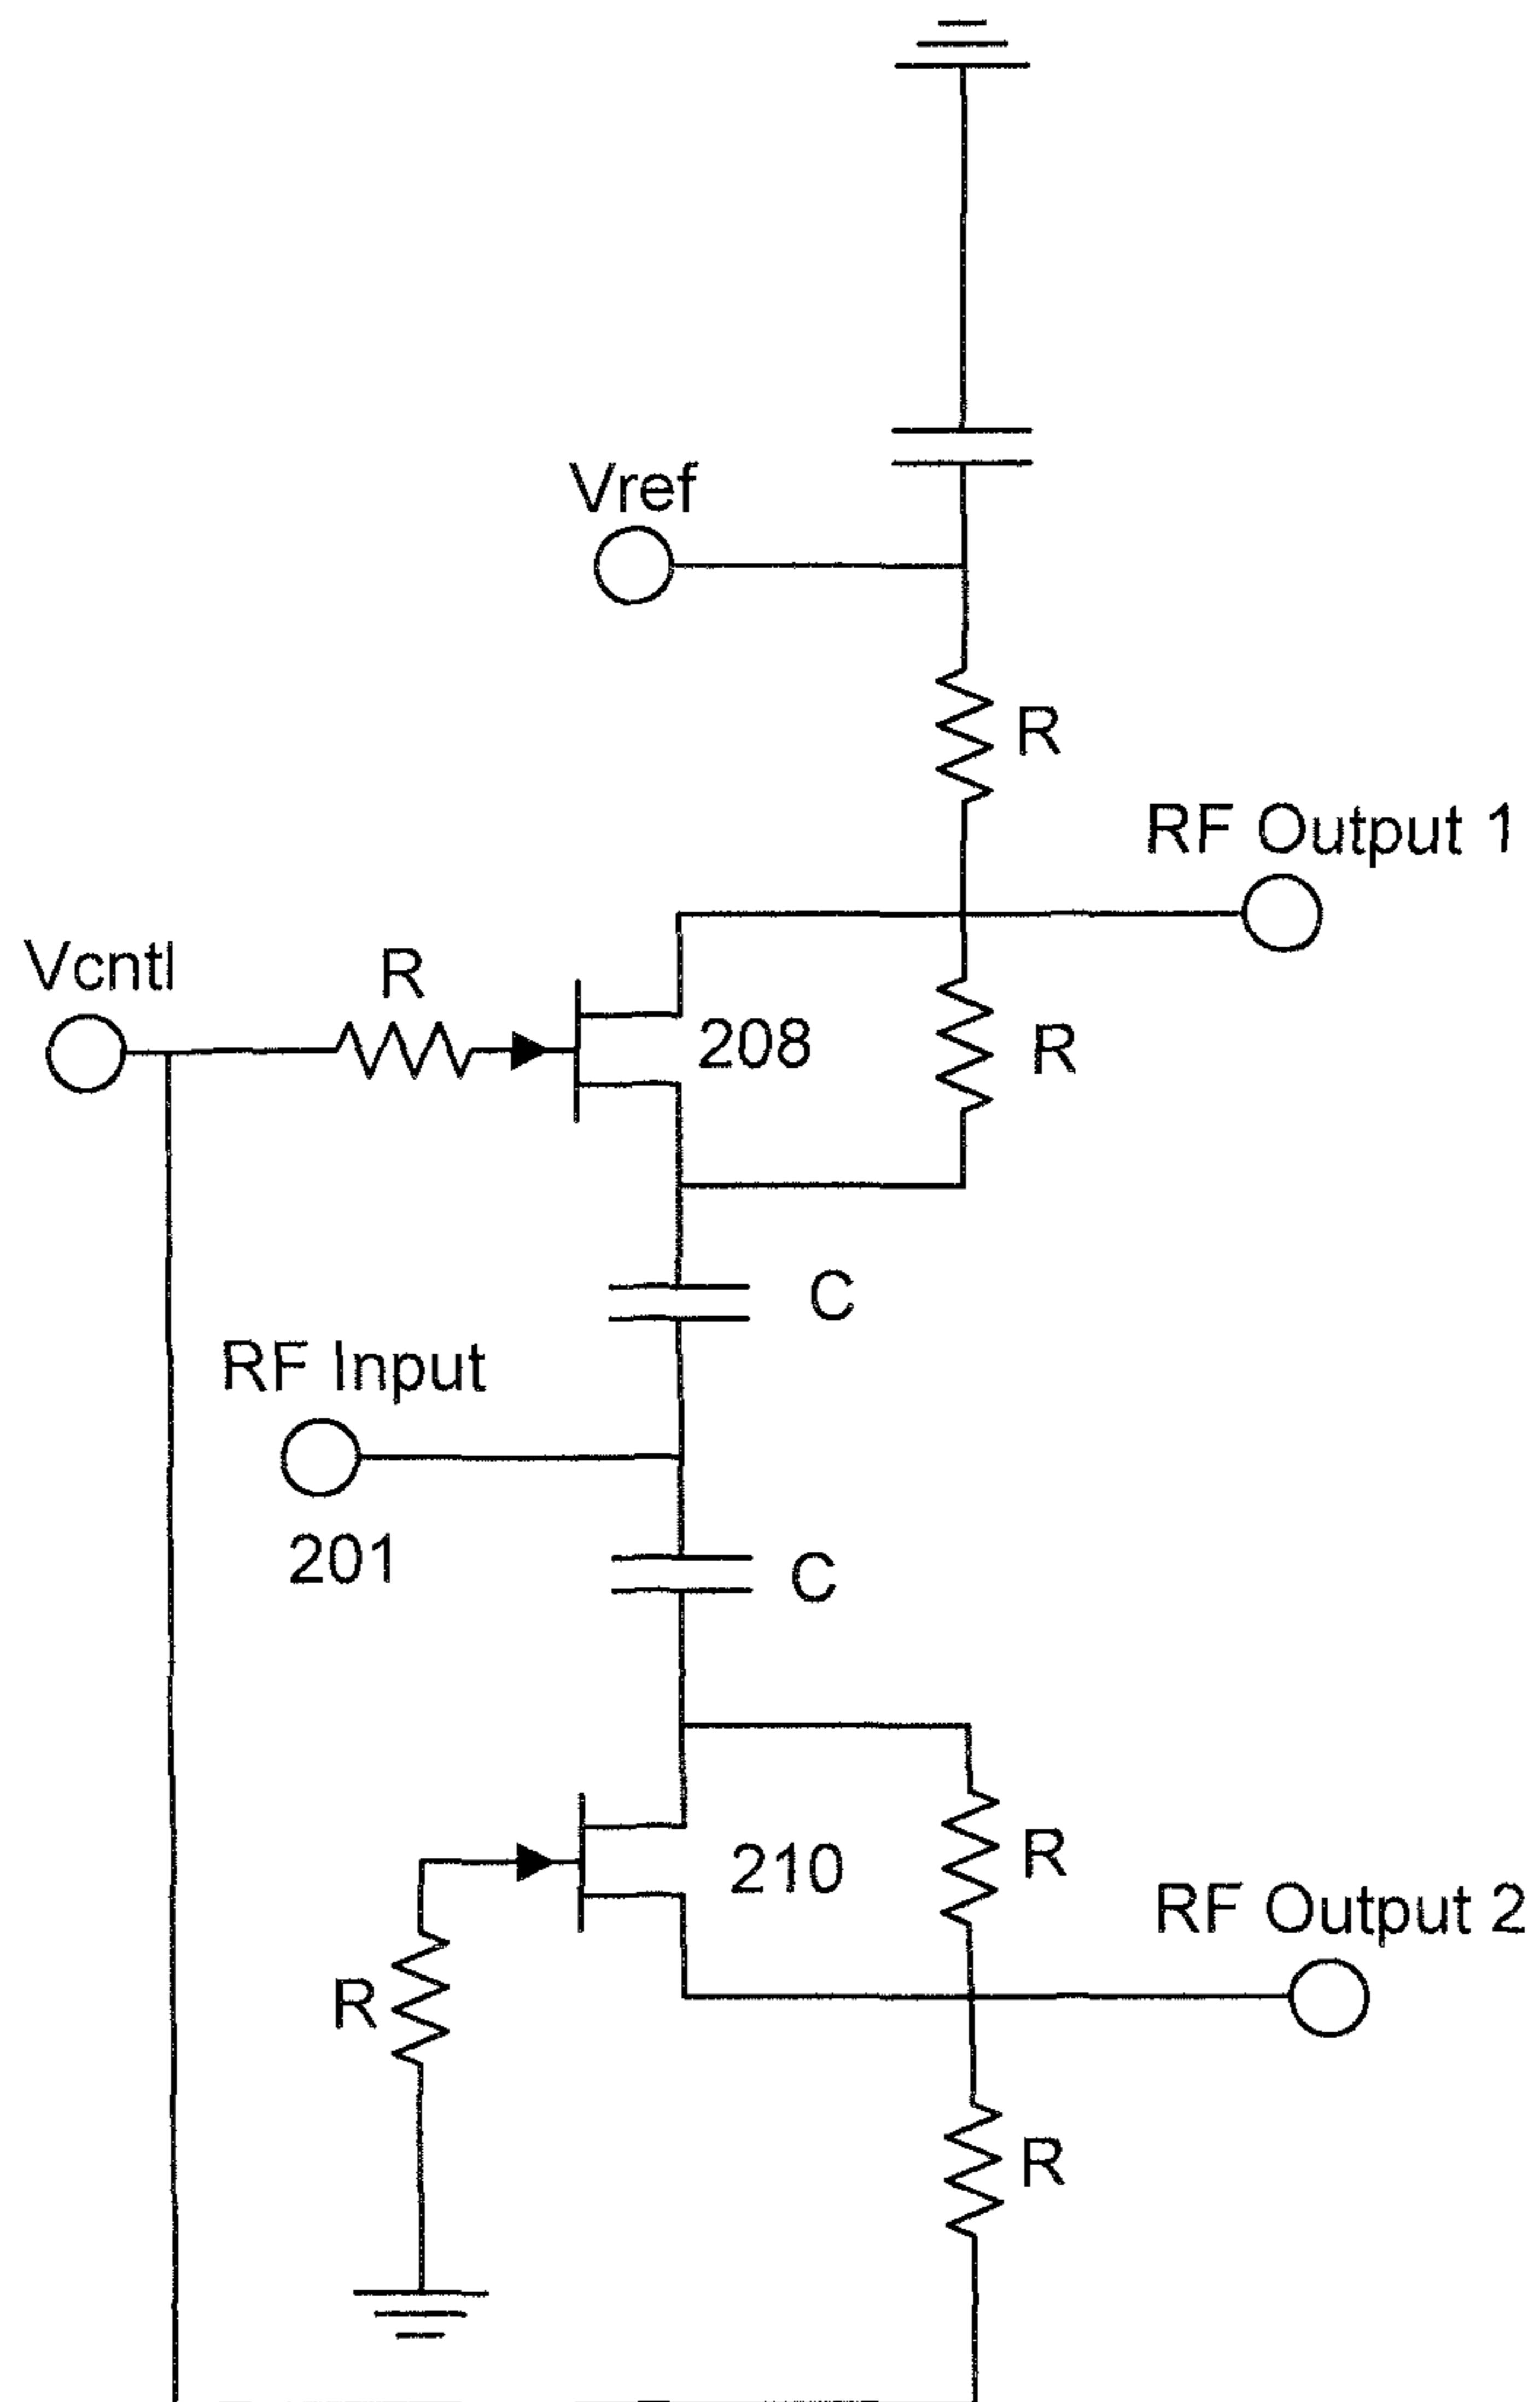 Vref
R
RF Output 1
Vcntl
R
208
R
C
RF Input
201
C
210
R
RF Output 2
R
R